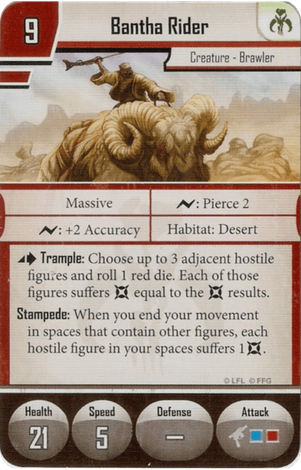 9
Bantha Rider
Creature - Brawler
Massive
: Pierce 2
: +2 Accuracy
Habitat: Desert
Trample: Choose up to 3 adjacent hostile
figures and roll 1 red die. Each of those
figures suffers equal to the results.
Stampede: When you end your movement
in spaces that contain other figures, each
hostile figure in your spaces suffers 1 .
© LFL © FFG
Health
Speed
Defense
Attack
21
5
–